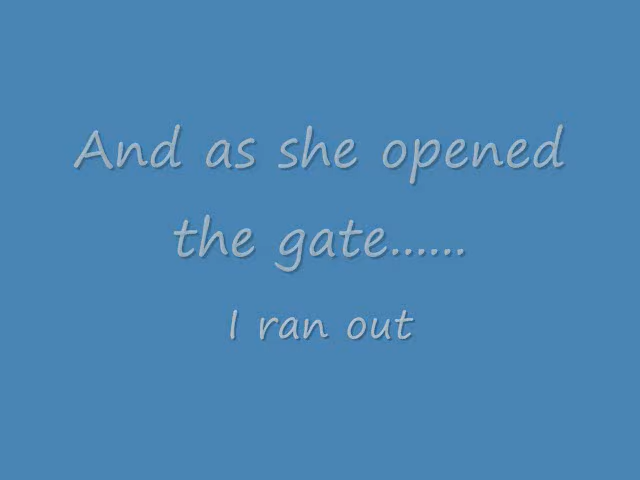 And as she opened
the gate......
I ran out